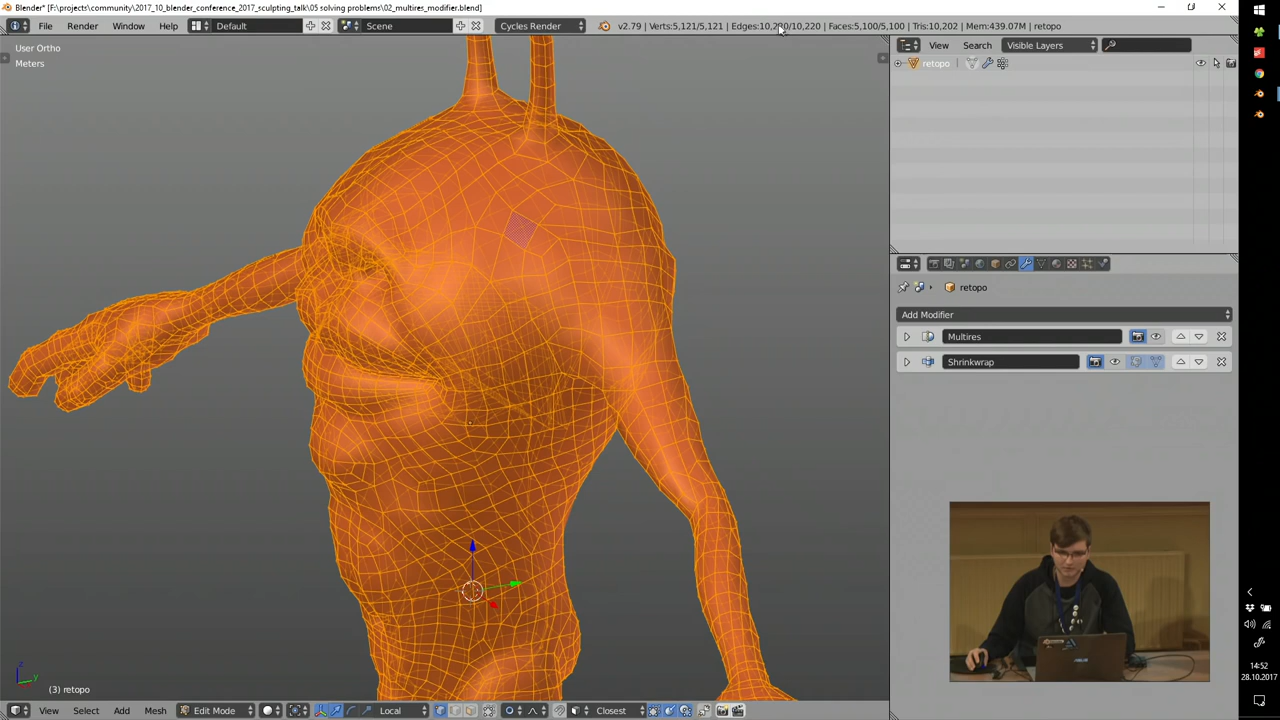 Blender* [F:\projects\community\2017_10_blender_conference_2017_sculpting_talk\05 solving problems\02_multires_modifier.blend]
File Render Window Help Default Scene Cycles Render v2.79 | Verts:5,121/5,121 | Edges:10,220/10,220 | Faces:5,100/5,100 | Tris:10,202 | Mem:439.07M | retopo
User Ortho
Meters
View Search Visible Layers
retopo
retopo
Add Modifier
Multires
Shrinkwrap
z
y
(3) retopo
View Select Add Mesh Edit Mode Local Closest
14:52
28.10.2017